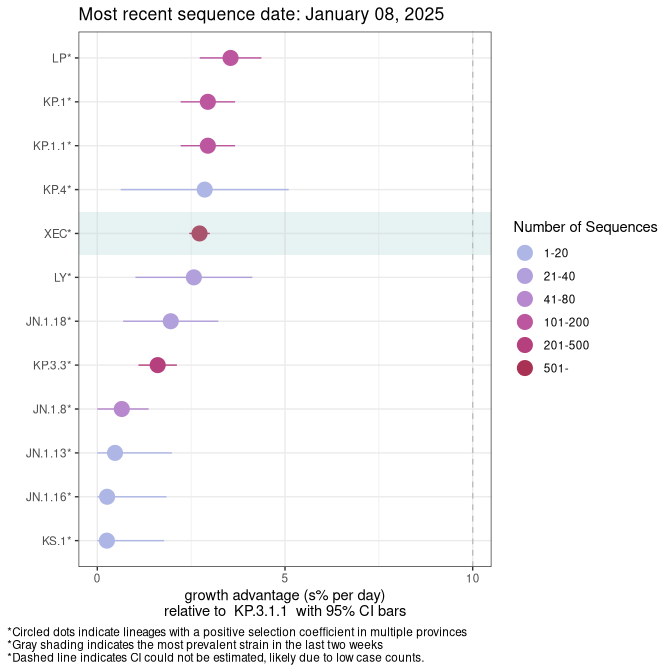 Most recent sequence date: January 08, 2025
LP*
KP.1*
KP.1.1*
KP.4*
XEC*
LY*
JN.1.18*
KP.3.3*
JN.1.8*
JN.1.13*
JN.1.16*
KS.1*
0 5 10
growth advantage (s% per day)
relative to KP.3.1.1 with 95% CI bars
Number of Sequences
1-20
21-40
41-80
101-200
201-500
501-
*Circled dots indicate lineages with a positive selection coefficient in multiple provinces
*Gray shading indicates the most prevalent strain in the last two weeks
*Dashed line indicates CI could not be estimated, likely due to low case counts.